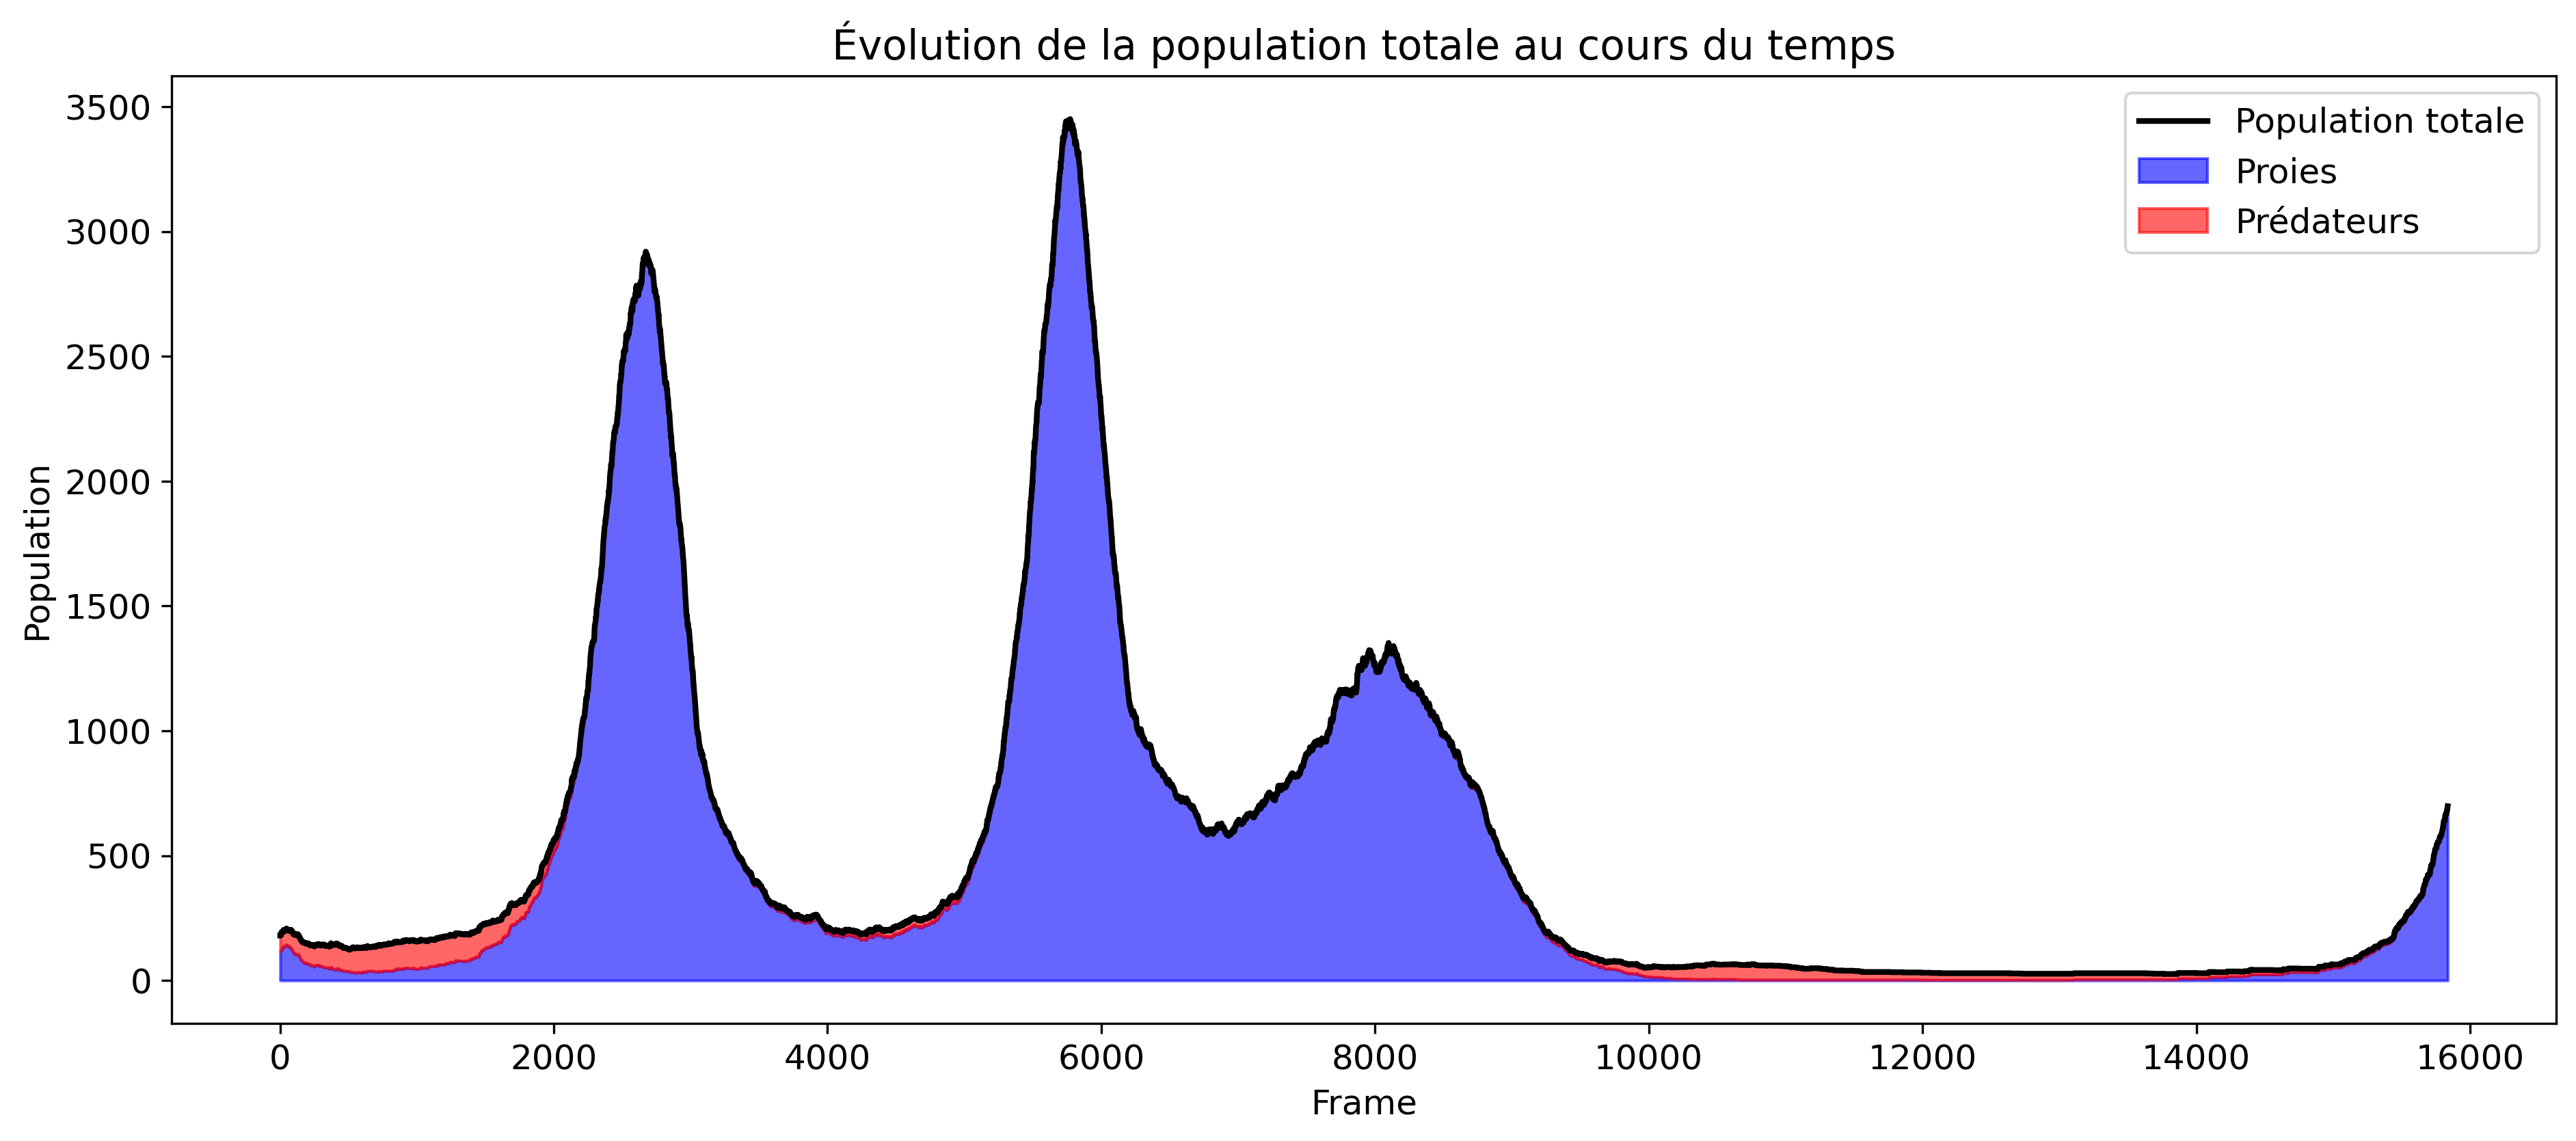 Évolution de la population totale au cours du temps
Population totale
Proies
Prédateurs
Population
3500
3000
2500
2000
1500
1000
500
0
0 2000 4000 6000 8000 10000 12000 14000 16000
Frame